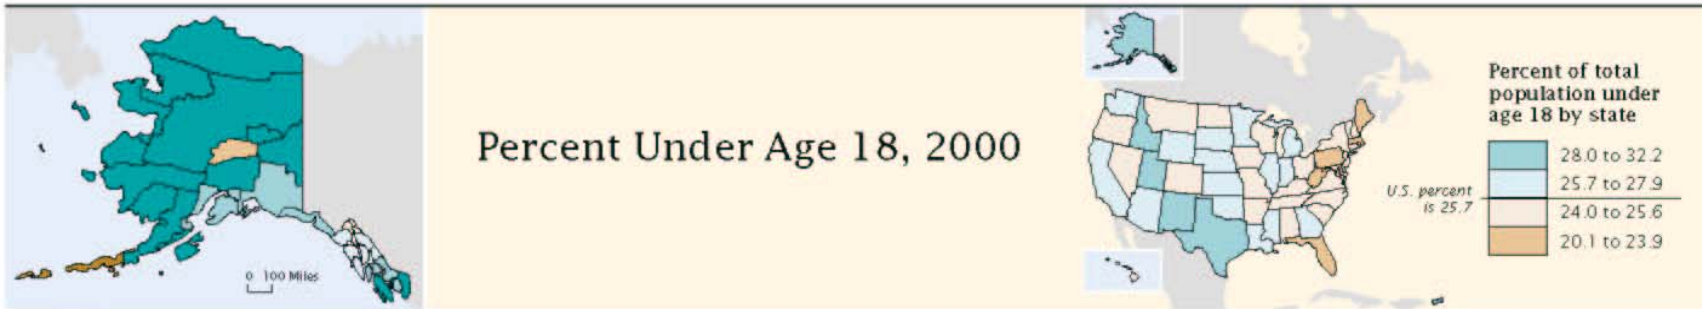 0 100 Miles
Percent Under Age 18, 2000
Percent of total
population under
age 18 by state
28.0 to 32.2
25.7 to 27.9
U.S. percent
is 25.7
24.0 to 25.6
20.1 to 23.9